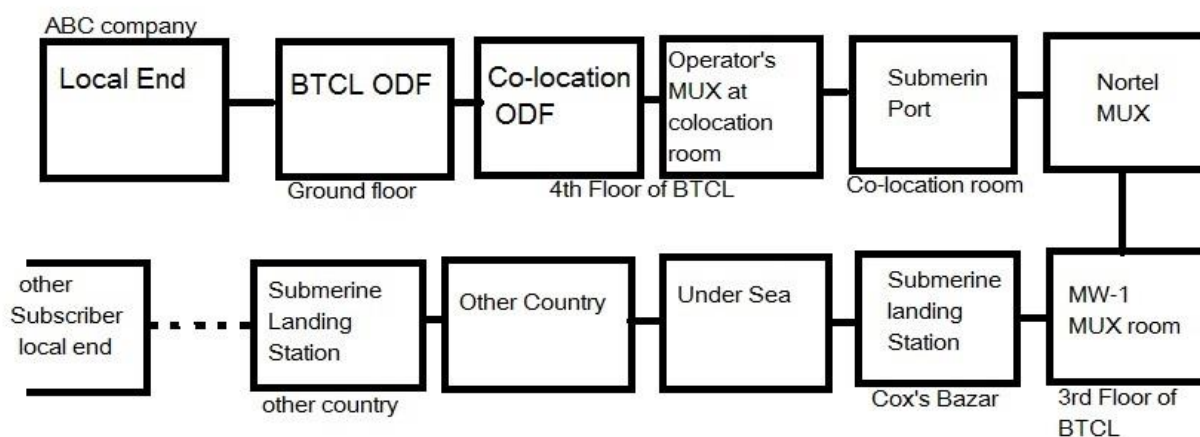 ABC company
Local End
BTCL ODF
Ground floor
Co-location
ODF
Operator's
MUX at
colocation
room
4th Floor of BTCL
Submerin
Port
Co-location room
Nortel
MUX
other
Subscriber
local end
Submerine
Landing
Station
other country
Other Country
Under Sea
Submerine
landing
Station
Cox's Bazar
MW-1
MUX room
3rd Floor of
BTCL